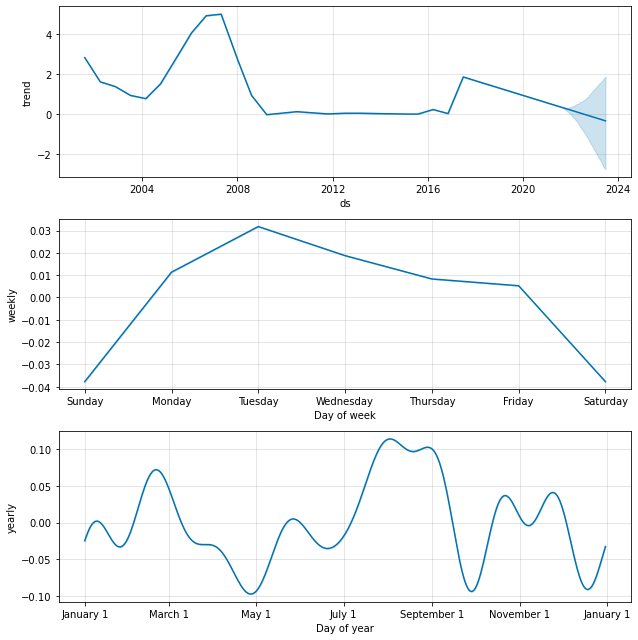 trend
4
2
0
−2
2004 2008 2012 2016 2020 2024
ds
weekly
0.03
0.02
0.01
0.00
−0.01
−0.02
−0.03
−0.04
Sunday Monday Tuesday Wednesday Thursday Friday Saturday
Day of week
yearly
0.10
0.05
0.00
−0.05
−0.10
January 1 March 1 May 1 July 1 September 1 November 1 January 1
Day of year